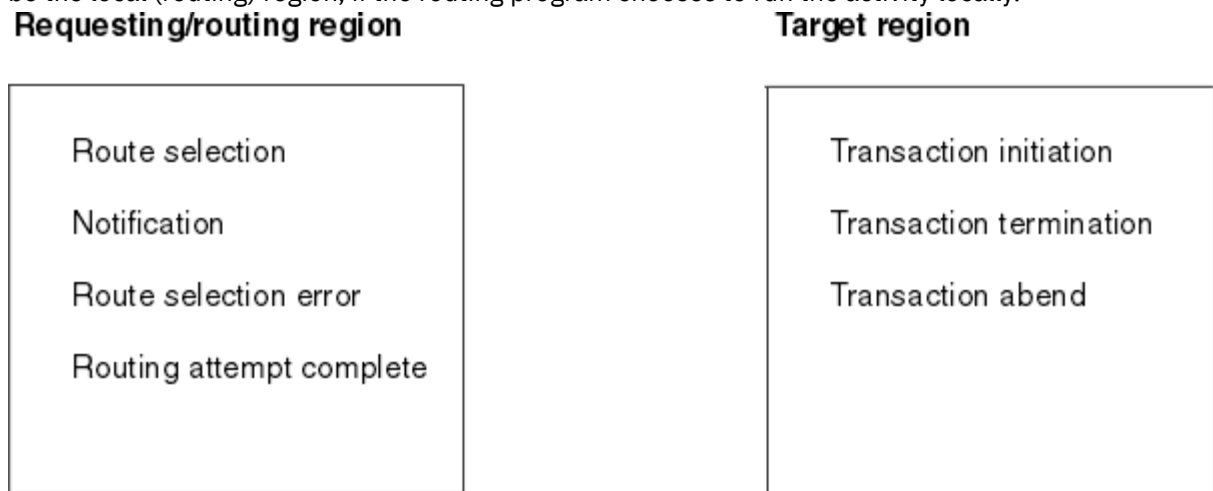 be the local (routing) region, if the routing program chooses to run the activity locally.
Requesting/routing region
Target region
Route selection
Notification
Route selection error
Routing attempt complete
Transaction initiation
Transaction termination
Transaction abend